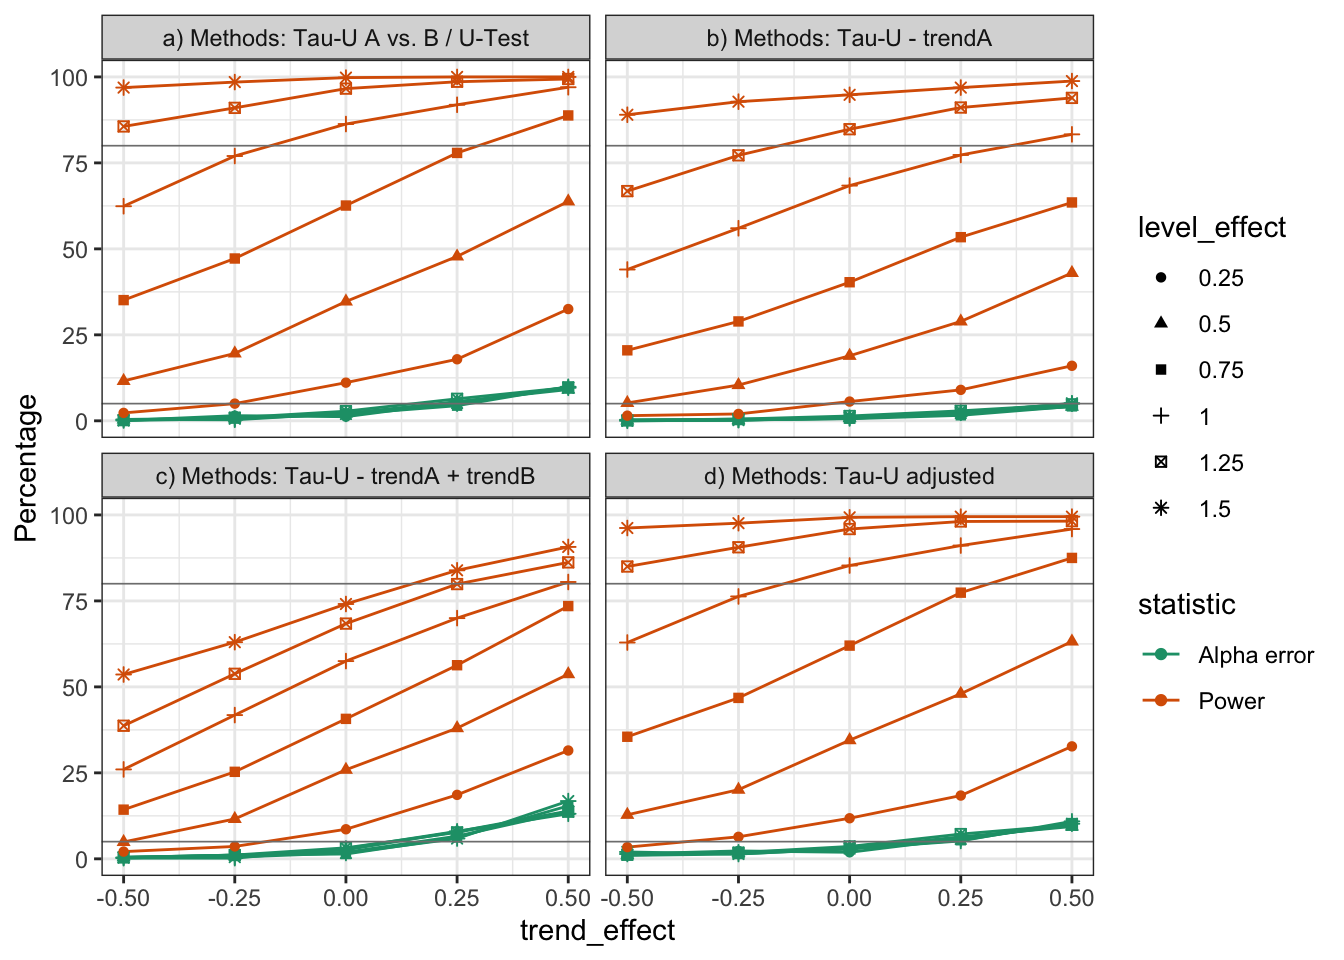 a) Methods: Tau-U A vs. B / U-Test
b) Methods: Tau-U - trendA
100
75
50
25
0
c) Methods: Tau-U - trendA + trendB
d) Methods: Tau-U adjusted
100
75
50
25
0
-0.50 -0.25 0.00 0.25 0.50
-0.50 -0.25 0.00 0.25 0.50
trend_effect
Percentage
level_effect
0.25
0.5
0.75
1
1.25
1.5
statistic
Alpha error
Power